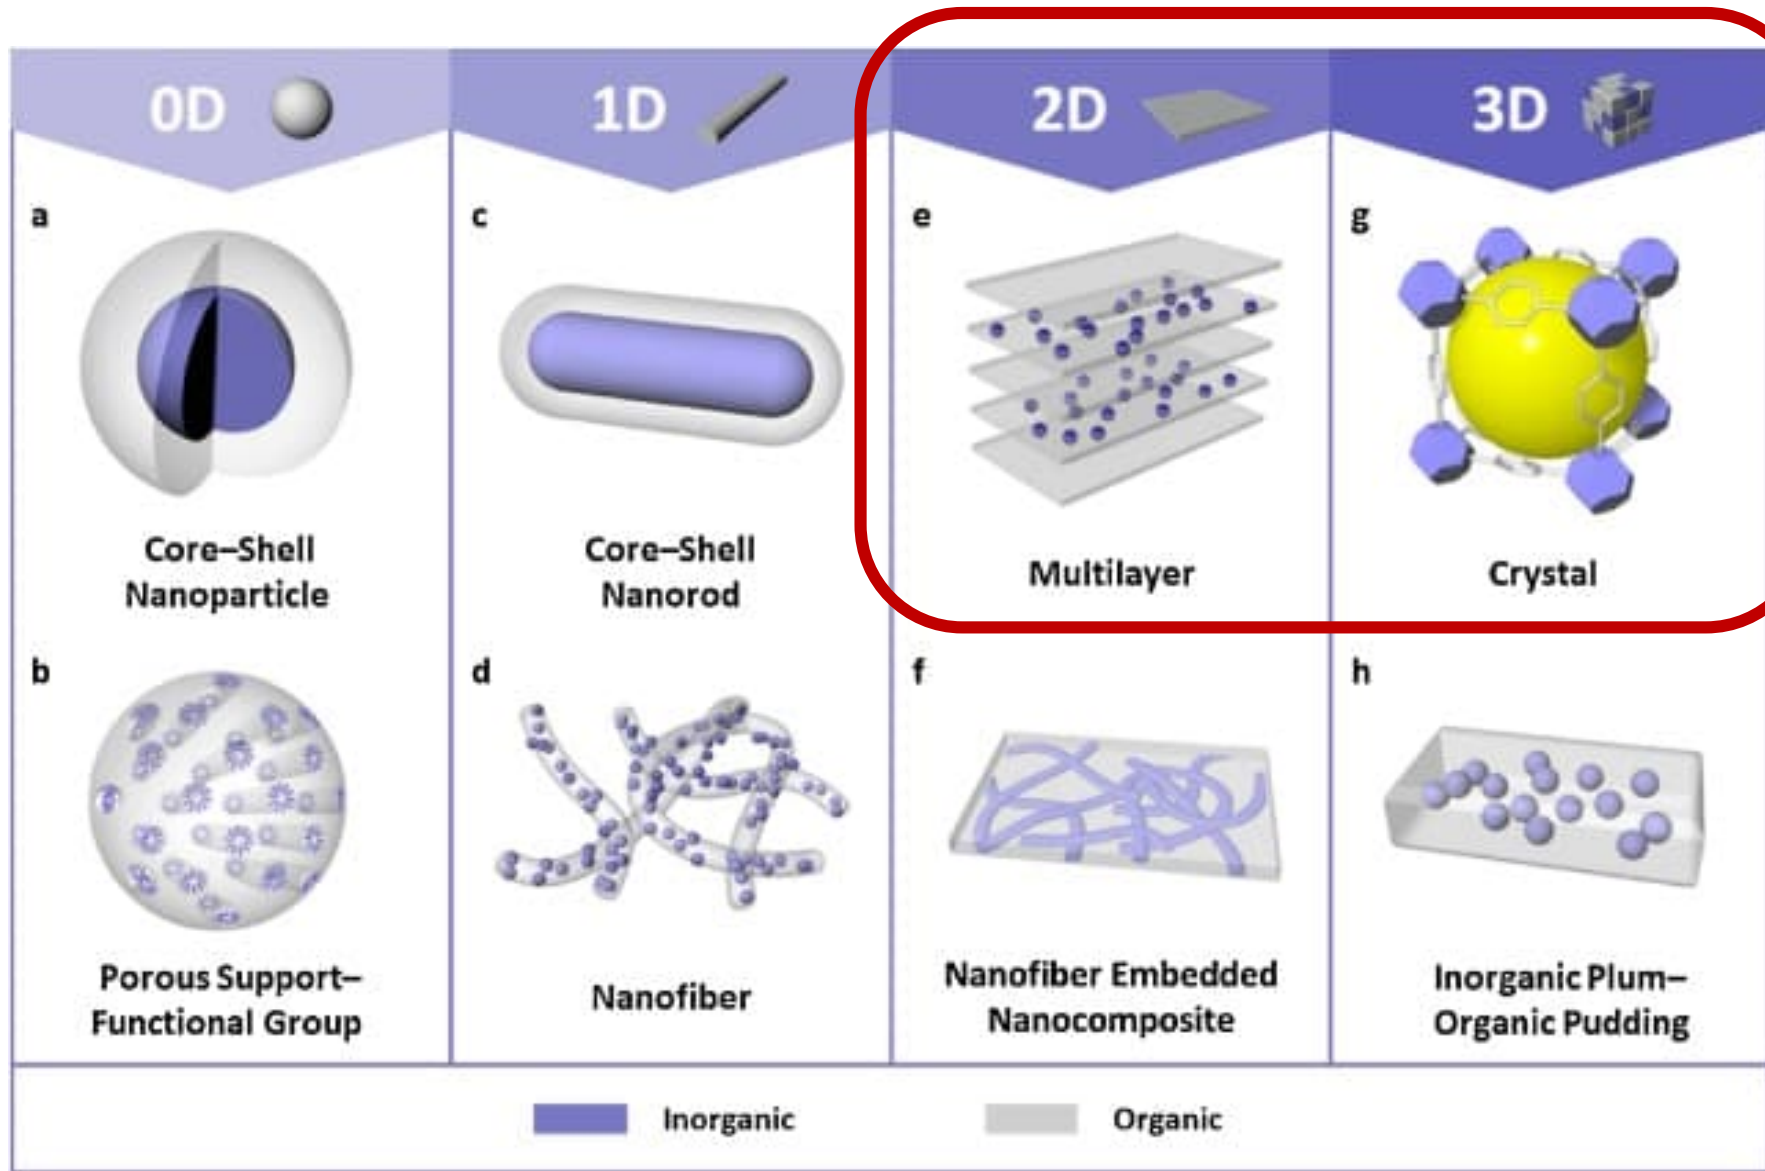 0D
1D
2D
3D
a
c
e
g
Core–Shell
Nanoparticle
Core–Shell
Nanorod
Multilayer
Crystal
b
d
f
h
Porous Support–
Functional Group
Nanofiber
Nanofiber Embedded
Nanocomposite
Inorganic Plum–
Organic Pudding
Inorganic
Organic